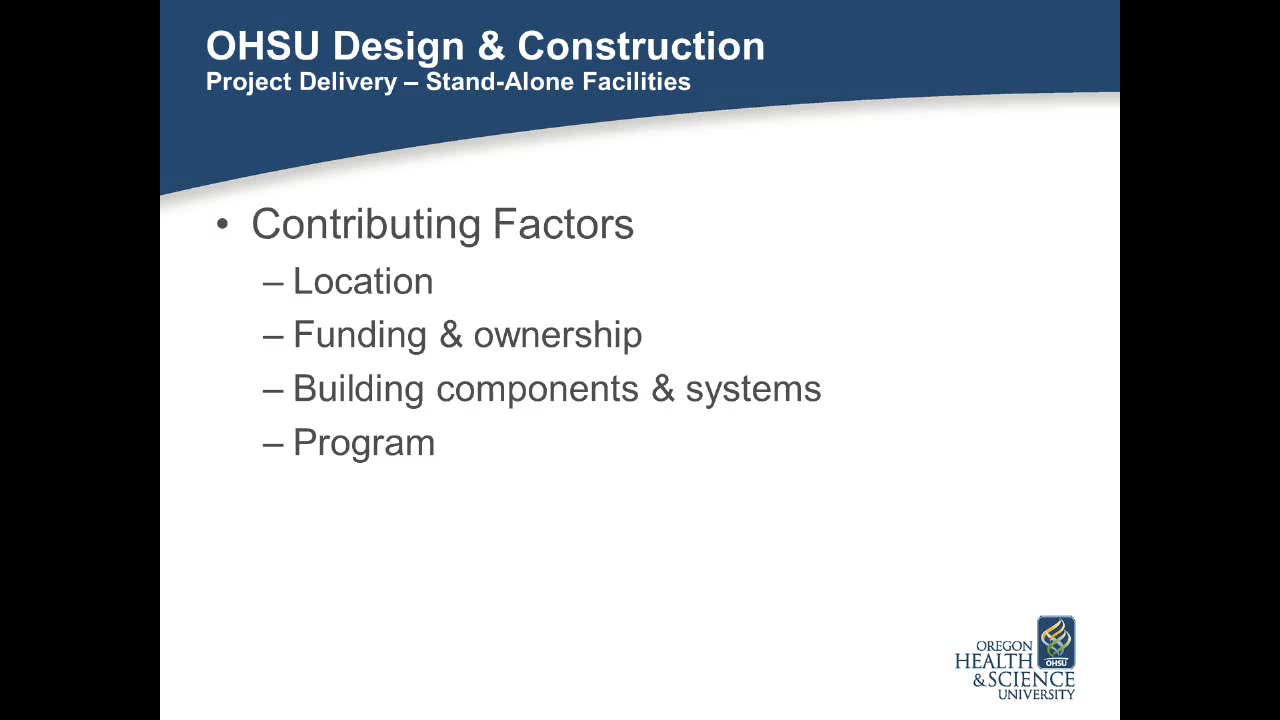 OHSU Design & Construction
Project Delivery – Stand-Alone Facilities
• Contributing Factors
– Location
– Funding & ownership
– Building components & systems
– Program
OREGON
HEALTH
OHSU
& SCIENCE
UNIVERSITY